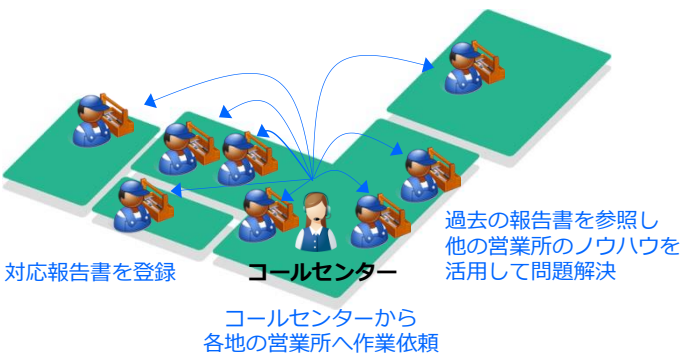 過去の報告書を参照し
他の営業所のノウハウを
活用して問題解決
対応報告書を登録
コールセンター
コールセンターから
各地の営業所へ作業依頼